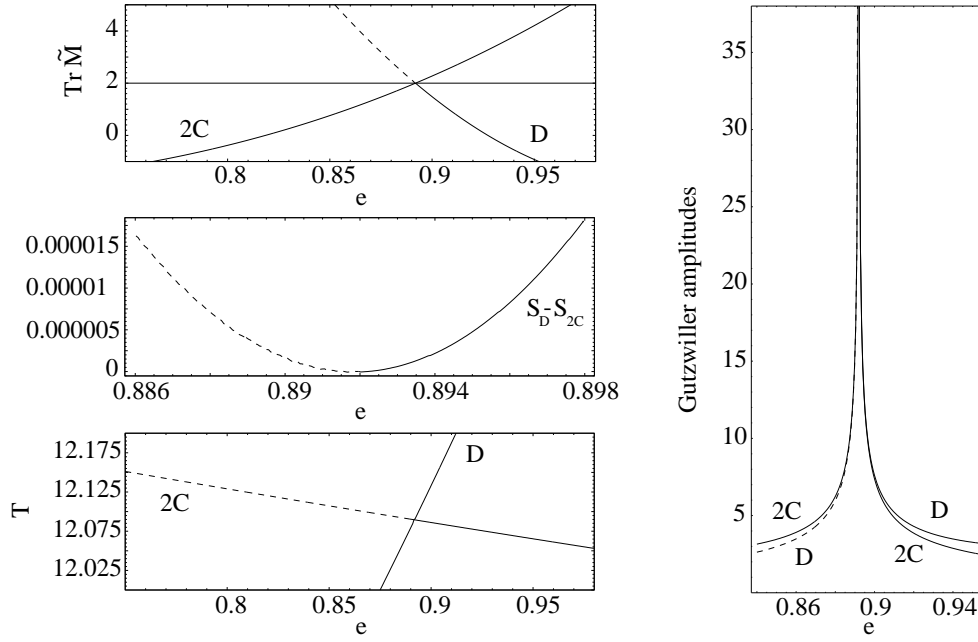 4
2
0
Tr M̃
2C
D
0.8
0.85
0.9
0.95
e
0.000015
0.00001
0.000005
0
S_D-S_2C
0.886
0.89
0.894
0.898
e
12.175
12.125
12.075
12.025
T
D
2C
0.8
0.85
0.9
0.95
e
35
30
25
20
15
10
5
Gutzwiller amplitudes
2C
D
D
2C
0.86
0.9
0.94
e